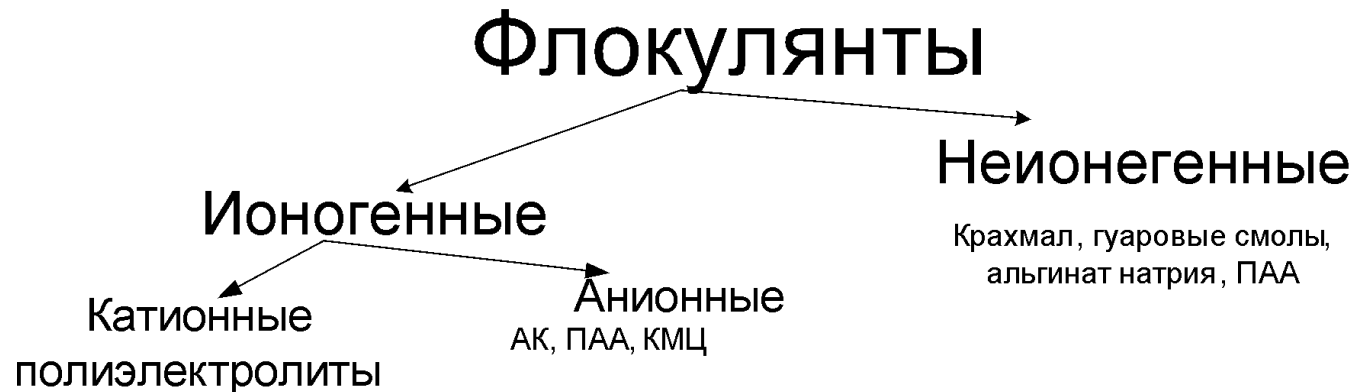 Флокулянты
Неионегенные
Крахмал, гуаровые смолы,
альгинат натрия, ПАА
Ионогенные
Катионные
полиэлектролиты
Анионные
АК, ПАА, КМЦ